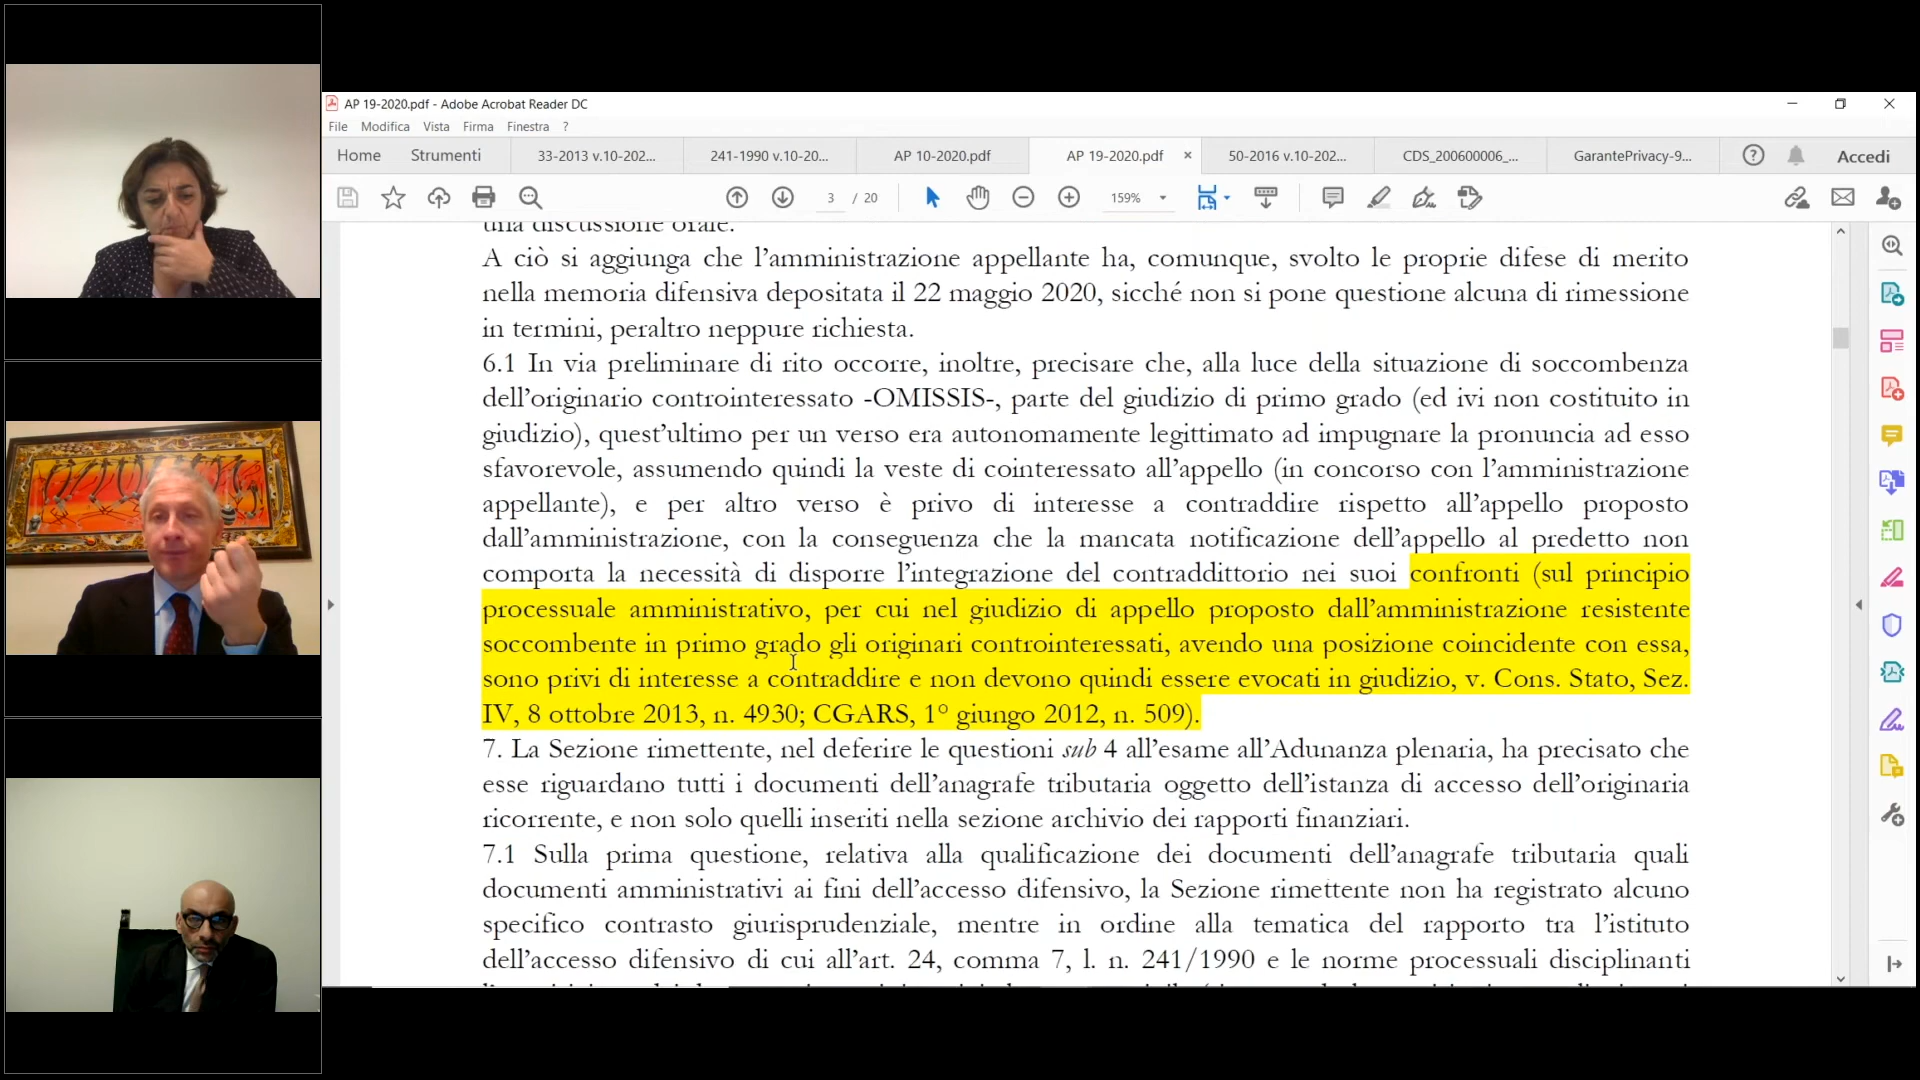 AP 19-2020.pdf - Adobe Acrobat Reader DC
File Modifica Vista Firma Finestra ?
Home Strumenti 33-2013 v.10-202... 241-1990 v.10-20... AP 10-2020.pdf AP 19-2020.pdf × 50-2016 v.10-202... CDS_200600006_... GarantePrivacy-9... Accedi
3 / 20 159%
una discussione orale.
A ciò si aggiunga che l’amministrazione appellante ha, comunque, svolto le proprie difese di merito
nella memoria difensiva depositata il 22 maggio 2020, sicché non si pone questione alcuna di rimessione
in termini, peraltro neppure richiesta.
6.1 In via preliminare di rito occorre, inoltre, precisare che, alla luce della situazione di soccombenza
dell’originario controinteressato -OMISSIS-, parte del giudizio di primo grado (ed ivi non costituito in
giudizio), quest’ultimo per un verso era autonomamente legittimato ad impugnare la pronuncia ad esso
sfavorevole, assumendo quindi la veste di cointeressato all’appello (in concorso con l’amministrazione
appellante), e per altro verso è privo di interesse a contraddire rispetto all’appello proposto
dall’amministrazione, con la conseguenza che la mancata notificazione dell’appello al predetto non
comporta la necessità di disporre l’integrazione del contraddittorio nei suoi confronti (sul principio
processuale amministrativo, per cui nel giudizio di appello proposto dall’amministrazione resistente
soccombente in primo grado gli originari controinteressati, avendo una posizione coincidente con essa,
sono privi di interesse a contraddire e non devono quindi essere evocati in giudizio, v. Cons. Stato, Sez.
IV, 8 ottobre 2013, n. 4930; CGARS, 1° giungo 2012, n. 509).
7. La Sezione rimettente, nel deferire le questioni sub 4 all’esame all’Adunanza plenaria, ha precisato che
esse riguardano tutti i documenti dell’anagrafe tributaria oggetto dell’istanza di accesso dell’originaria
ricorrente, e non solo quelli inseriti nella sezione archivio dei rapporti finanziari.
7.1 Sulla prima questione, relativa alla qualificazione dei documenti dell’anagrafe tributaria quali
documenti amministrativi ai fini dell’accesso difensivo, la Sezione rimettente non ha registrato alcuno
specifico contrasto giurisprudenziale, mentre in ordine alla tematica del rapporto tra l’istituto
dell’accesso difensivo di cui all’art. 24, comma 7, l. n. 241/1990 e le norme processuali disciplinanti